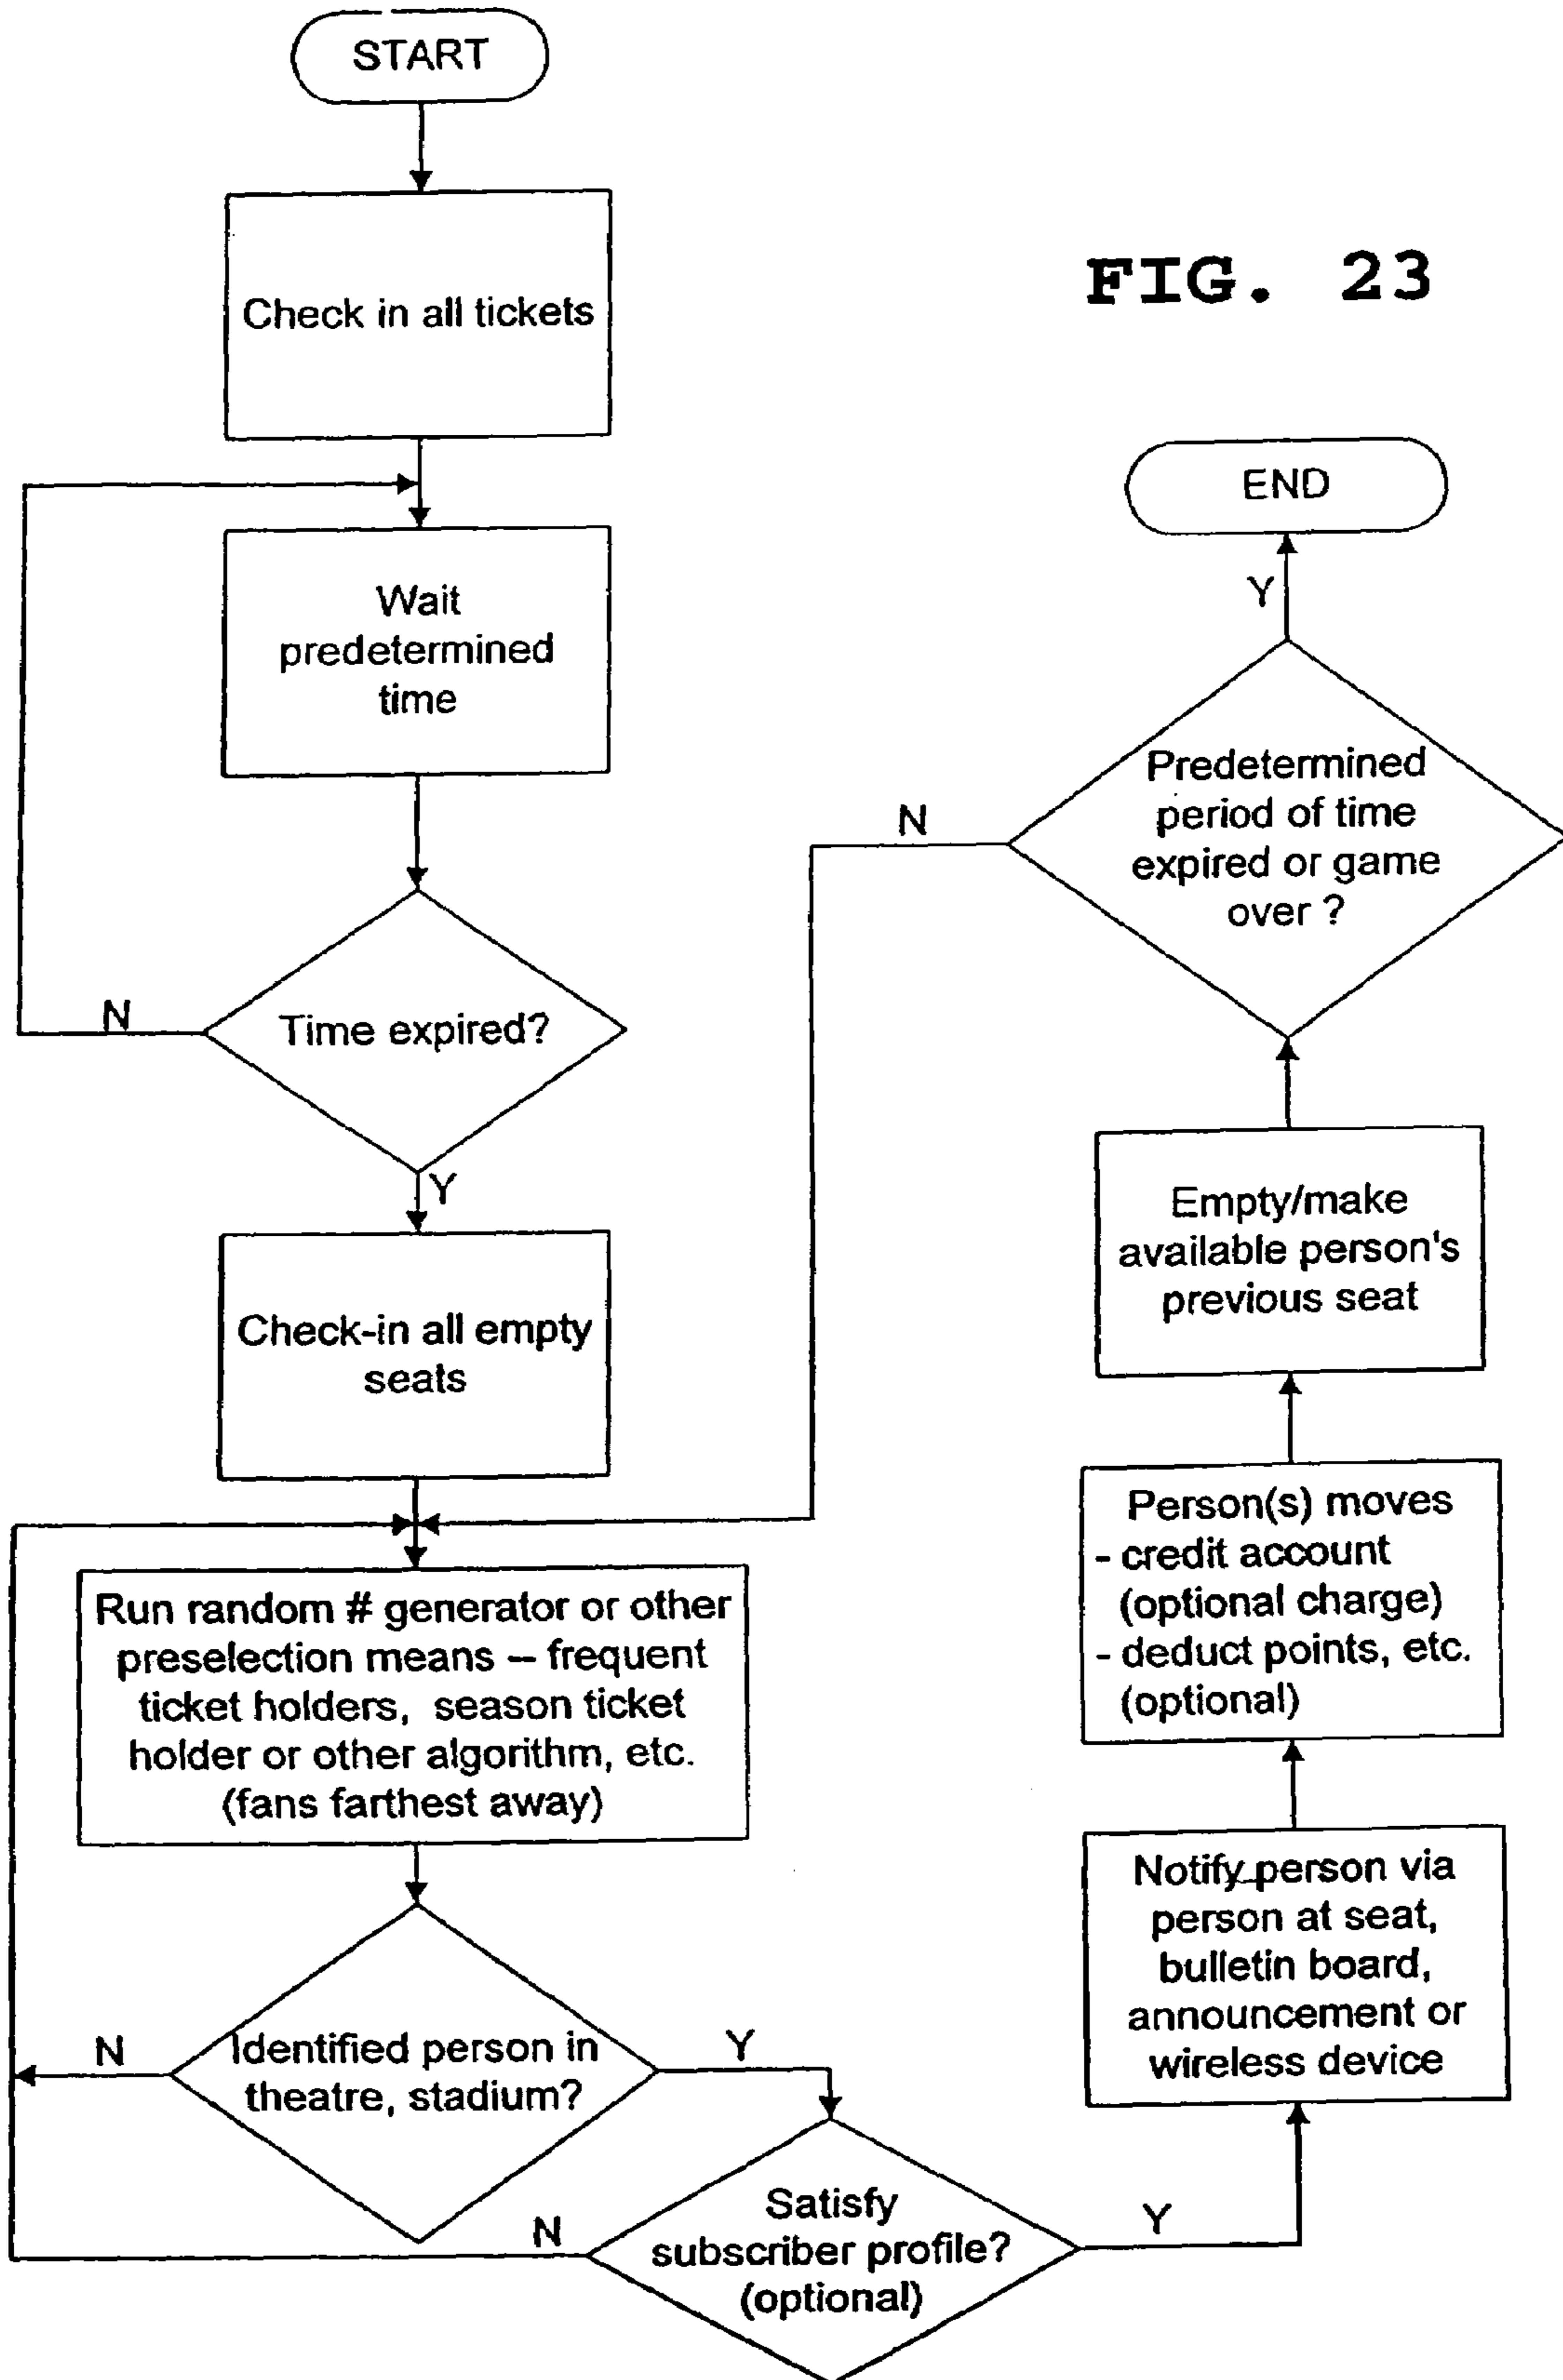 START
Check in all tickets
FIG. 23
Wait
predetermined
time
Time expired?
N
Y
Check-in all empty
seats
Run random # generator or other
preselection means – frequent
ticket holders, season ticket
holder or other algorithm, etc.
(fans farthest away)
Identified person in
theatre, stadium?
N
Y
Satisfy
subscriber profile?
(optional)
N
Y
Notify person via
person at seat,
bulletin board,
announcement or
wireless device
Person(s) moves
- credit account
(optional charge)
- deduct points, etc.
(optional)
Empty/make
available person's
previous seat
Predetermined
period of time
expired or game
over ?
N
Y
END